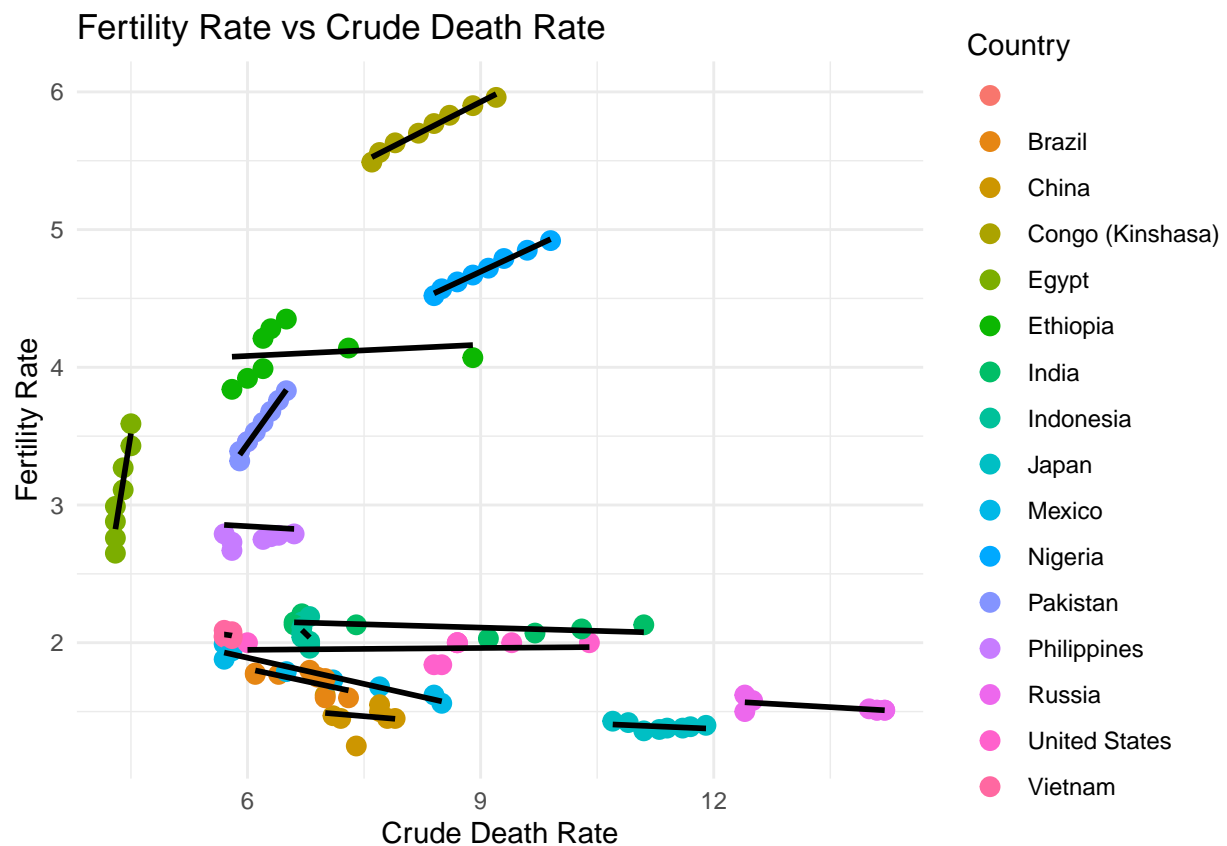 Fertility Rate vs Crude Death Rate
Fertility Rate
6
5
4
3
2
6
9
12
Crude Death Rate
Country
Brazil
China
Congo (Kinshasa)
Egypt
Ethiopia
India
Indonesia
Japan
Mexico
Nigeria
Pakistan
Philippines
Russia
United States
Vietnam